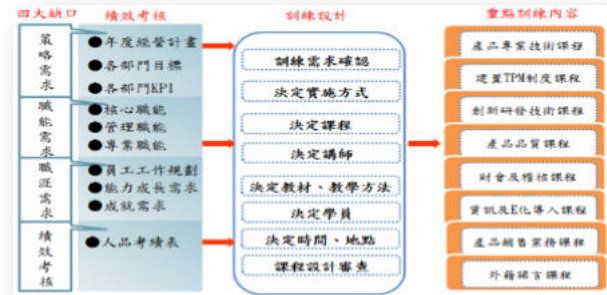 四大缺口
績效考核
訓練設計
重點訓練內容
策略需求
●年度經營計畫
●各部門目標
●各部門KPI
職能需求
●核心職能
●管理職能
●專業職能
職涯需求
●員工工作規劃
●能力成長需求
●成就需求
績效考核
●人品考績表
訓練需求確認
決定實施方式
決定課程
決定講師
決定教材、教學方法
決定學員
決定時間、地點
課程設計審查
產品專業技術課程
建置TPM制度課程
創新研發技術課程
產品品質課程
財會及稽核課程
資訊及E化導入課程
產品銷售業務課程
外籍語言課程